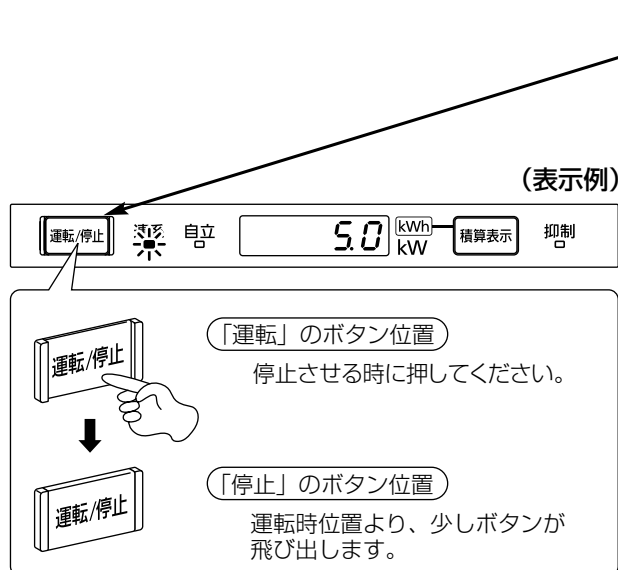 (表示例)
運転/停止
連系
自立
5.0
kWh
kW
積算表示
抑制
運転/停止
「運転」のボタン位置
停止させる時に押してください。
運転/停止
「停止」のボタン位置
運転時位置より、少しボタンが
飛び出します。